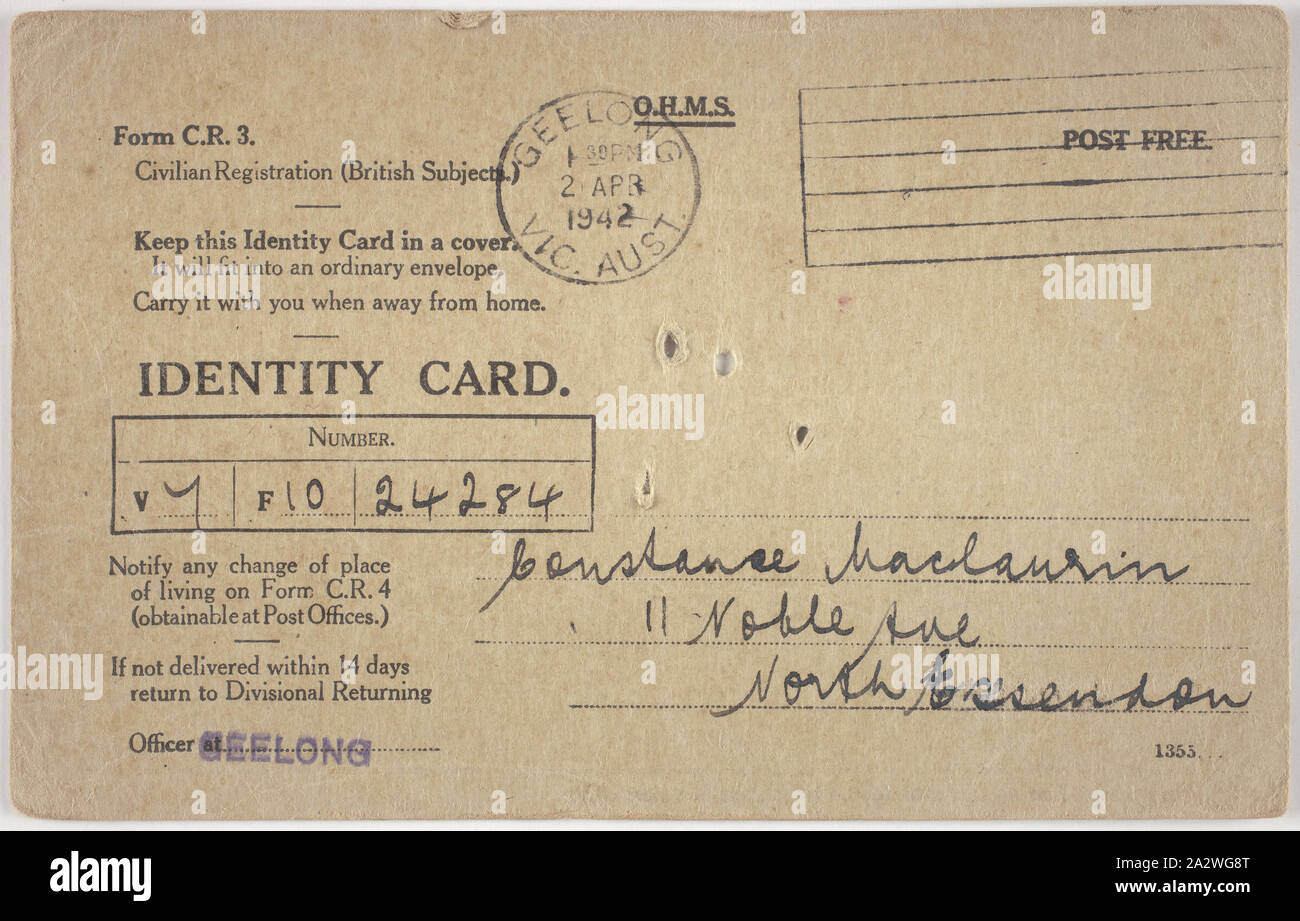 O.H.M.S.
POST FREE.
GEELONG
1 30PM
2 APR
1942
VIC. AUST.
Form C.R. 3.
Civilian Registration (British Subjects.)
Keep this Identity Card in a cover.
It will fit into an ordinary envelope.
Carry it with you when away from home.
IDENTITY CARD.
NUMBER.
V 7 F 10 24284
Notify any change of place
of living on Form C.R. 4
(obtainable at Post Offices.)
If not delivered within 14 days
return to Divisional Returning
Officer at GEELONG
Constance Maclaurin
11 Noble Ave
North Essendon
1355...
alamy
Image ID: 2A2WG8T
www.alamy.com